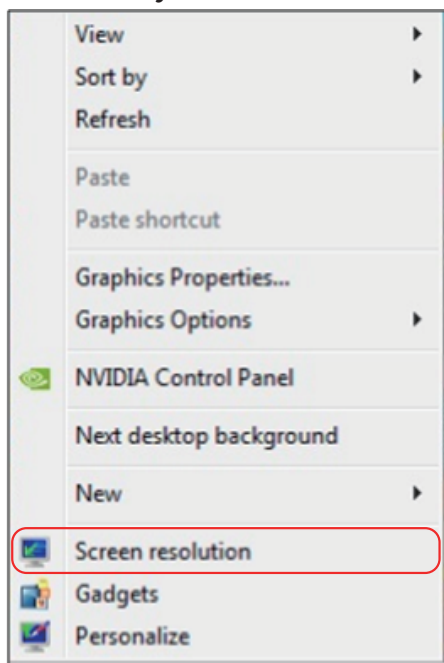 View
Sort by
Refresh
Paste
Paste shortcut
Graphics Properties...
Graphics Options
NVIDIA Control Panel
Next desktop background
New
Screen resolution
Gadgets
Personalize